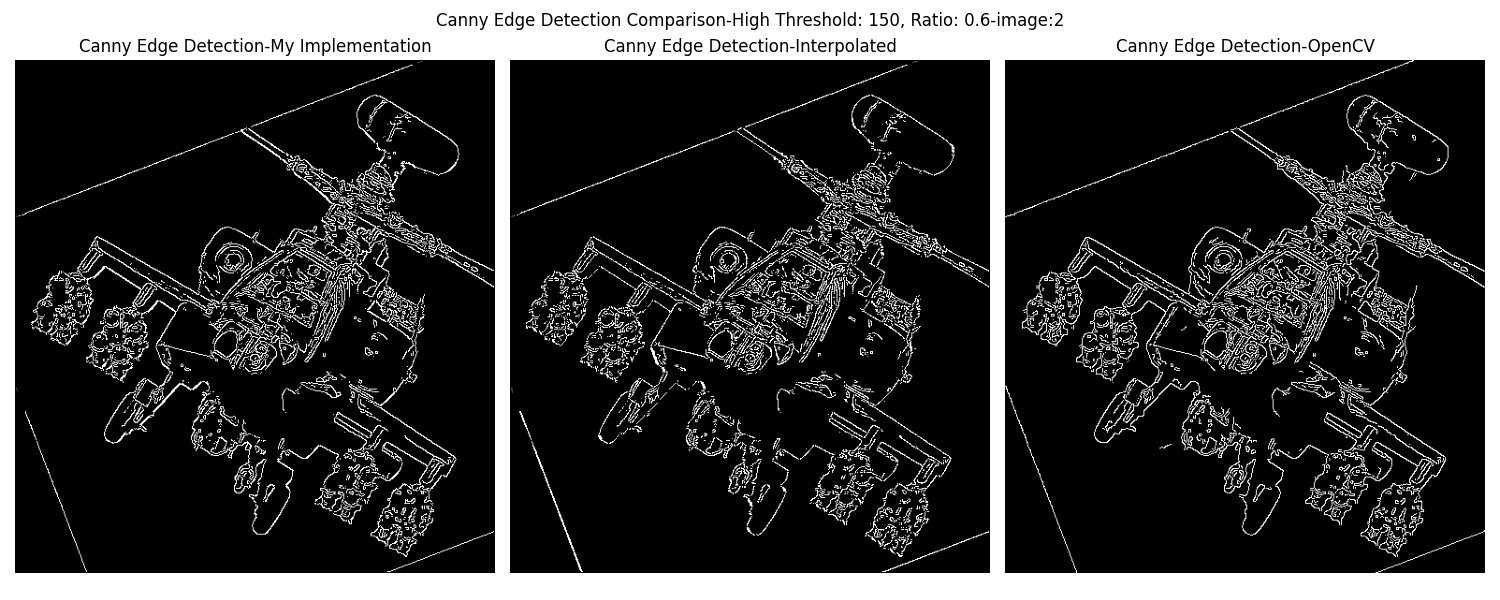 Canny Edge Detection Comparison-High Threshold: 150, Ratio: 0.6-image:2
Canny Edge Detection-My Implementation
Canny Edge Detection-Interpolated
Canny Edge Detection-OpenCV